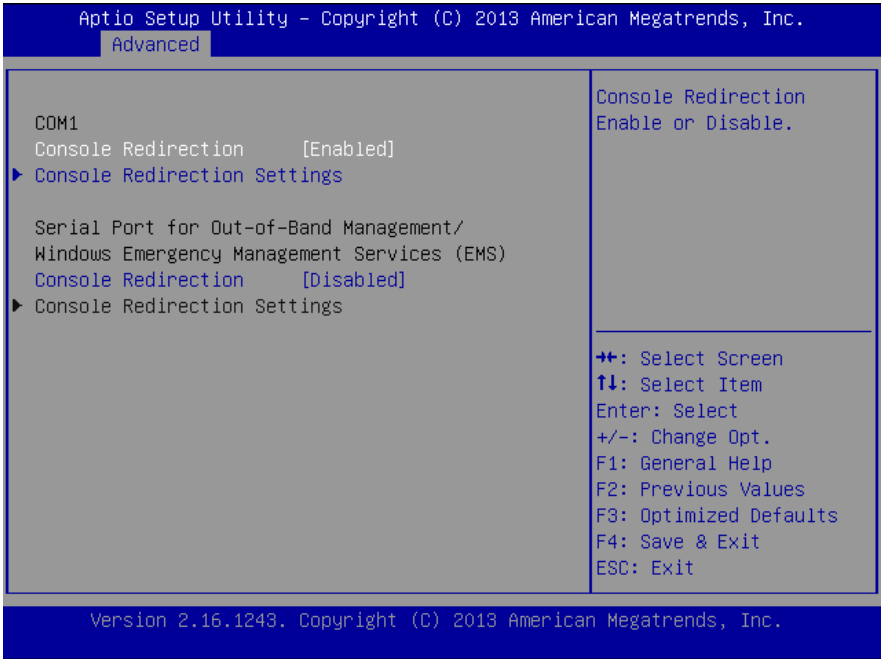 Aptio Setup Utility – Copyright (C) 2013 American Megatrends, Inc.
Advanced
COM1
Console Redirection [Enabled]
Console Redirection Settings
Serial Port for Out-of-Band Management/
Windows Emergency Management Services (EMS)
Console Redirection [Disabled]
Console Redirection Settings
Console Redirection
Enable or Disable.
→←: Select Screen
↑↓: Select Item
Enter: Select
+/-: Change Opt.
F1: General Help
F2: Previous Values
F3: Optimized Defaults
F4: Save & Exit
ESC: Exit
Version 2.16.1243. Copyright (C) 2013 American Megatrends, Inc.